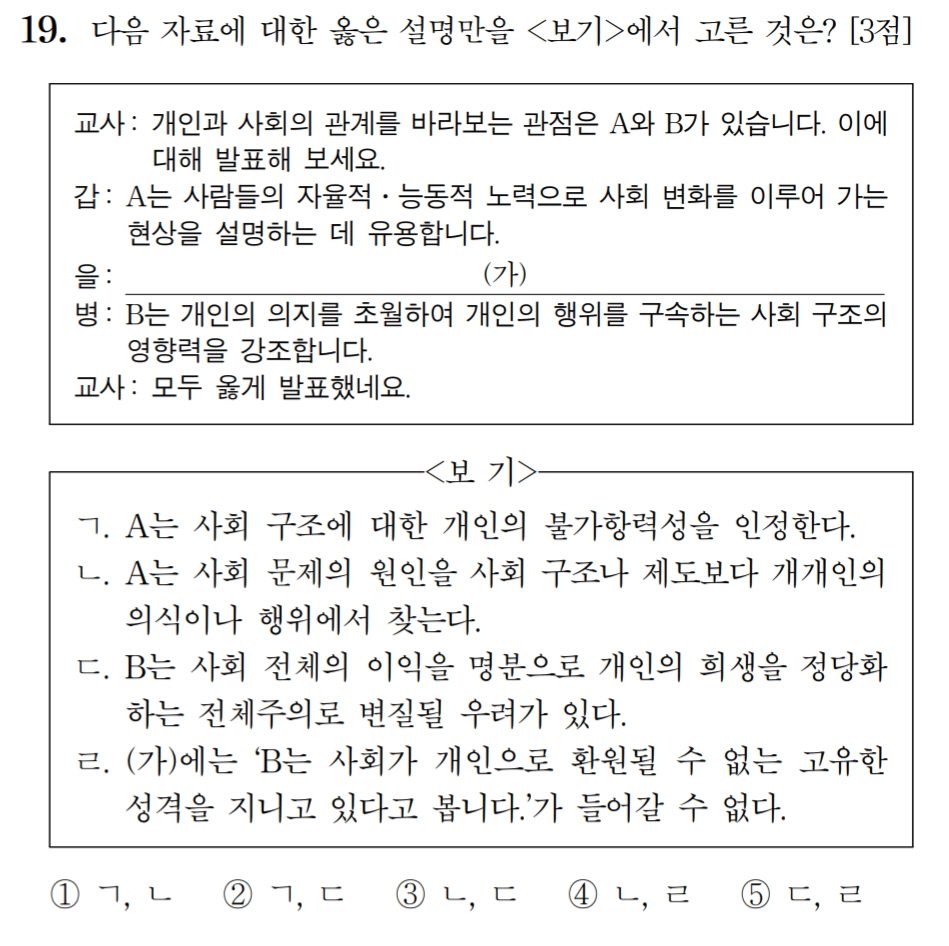 19. 다음 자료에 대한 옳은 설명만을 <보기>에서 고른 것은? [3점]
교사 : 개인과 사회의 관계를 바라보는 관점은 A와 B가 있습니다. 이에
대해 발표해 보세요.
갑 : A는 사람들의 자율적·능동적 노력으로 사회 변화를 이루어 가는
현상을 설명하는 데 유용합니다.
을 : (가)
병 : B는 개인의 의지를 초월하여 개인의 행위를 구속하는 사회 구조의
영향력을 강조합니다.
교사 : 모두 옳게 발표했네요.
<보 기>
ㄱ. A는 사회 구조에 대한 개인의 불가항력성을 인정한다.
ㄴ. A는 사회 문제의 원인을 사회 구조나 제도보다 개개인의
의식이나 행위에서 찾는다.
ㄷ. B는 사회 전체의 이익을 명분으로 개인의 희생을 정당화
하는 전체주의로 변질될 우려가 있다.
ㄹ. (가)에는 ‘B는 사회가 개인으로 환원될 수 없는 고유한
성격을 지니고 있다고 봅니다.’가 들어갈 수 없다.
① ㄱ, ㄴ ② ㄱ, ㄷ ③ ㄴ, ㄷ ④ ㄴ, ㄹ ⑤ ㄷ, ㄹ